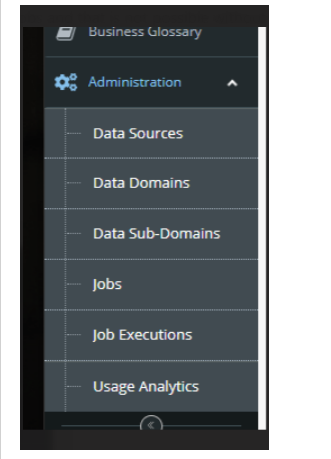 Business Glossary
Administration
Data Sources
Data Domains
Data Sub-Domains
Jobs
Job Executions
Usage Analytics